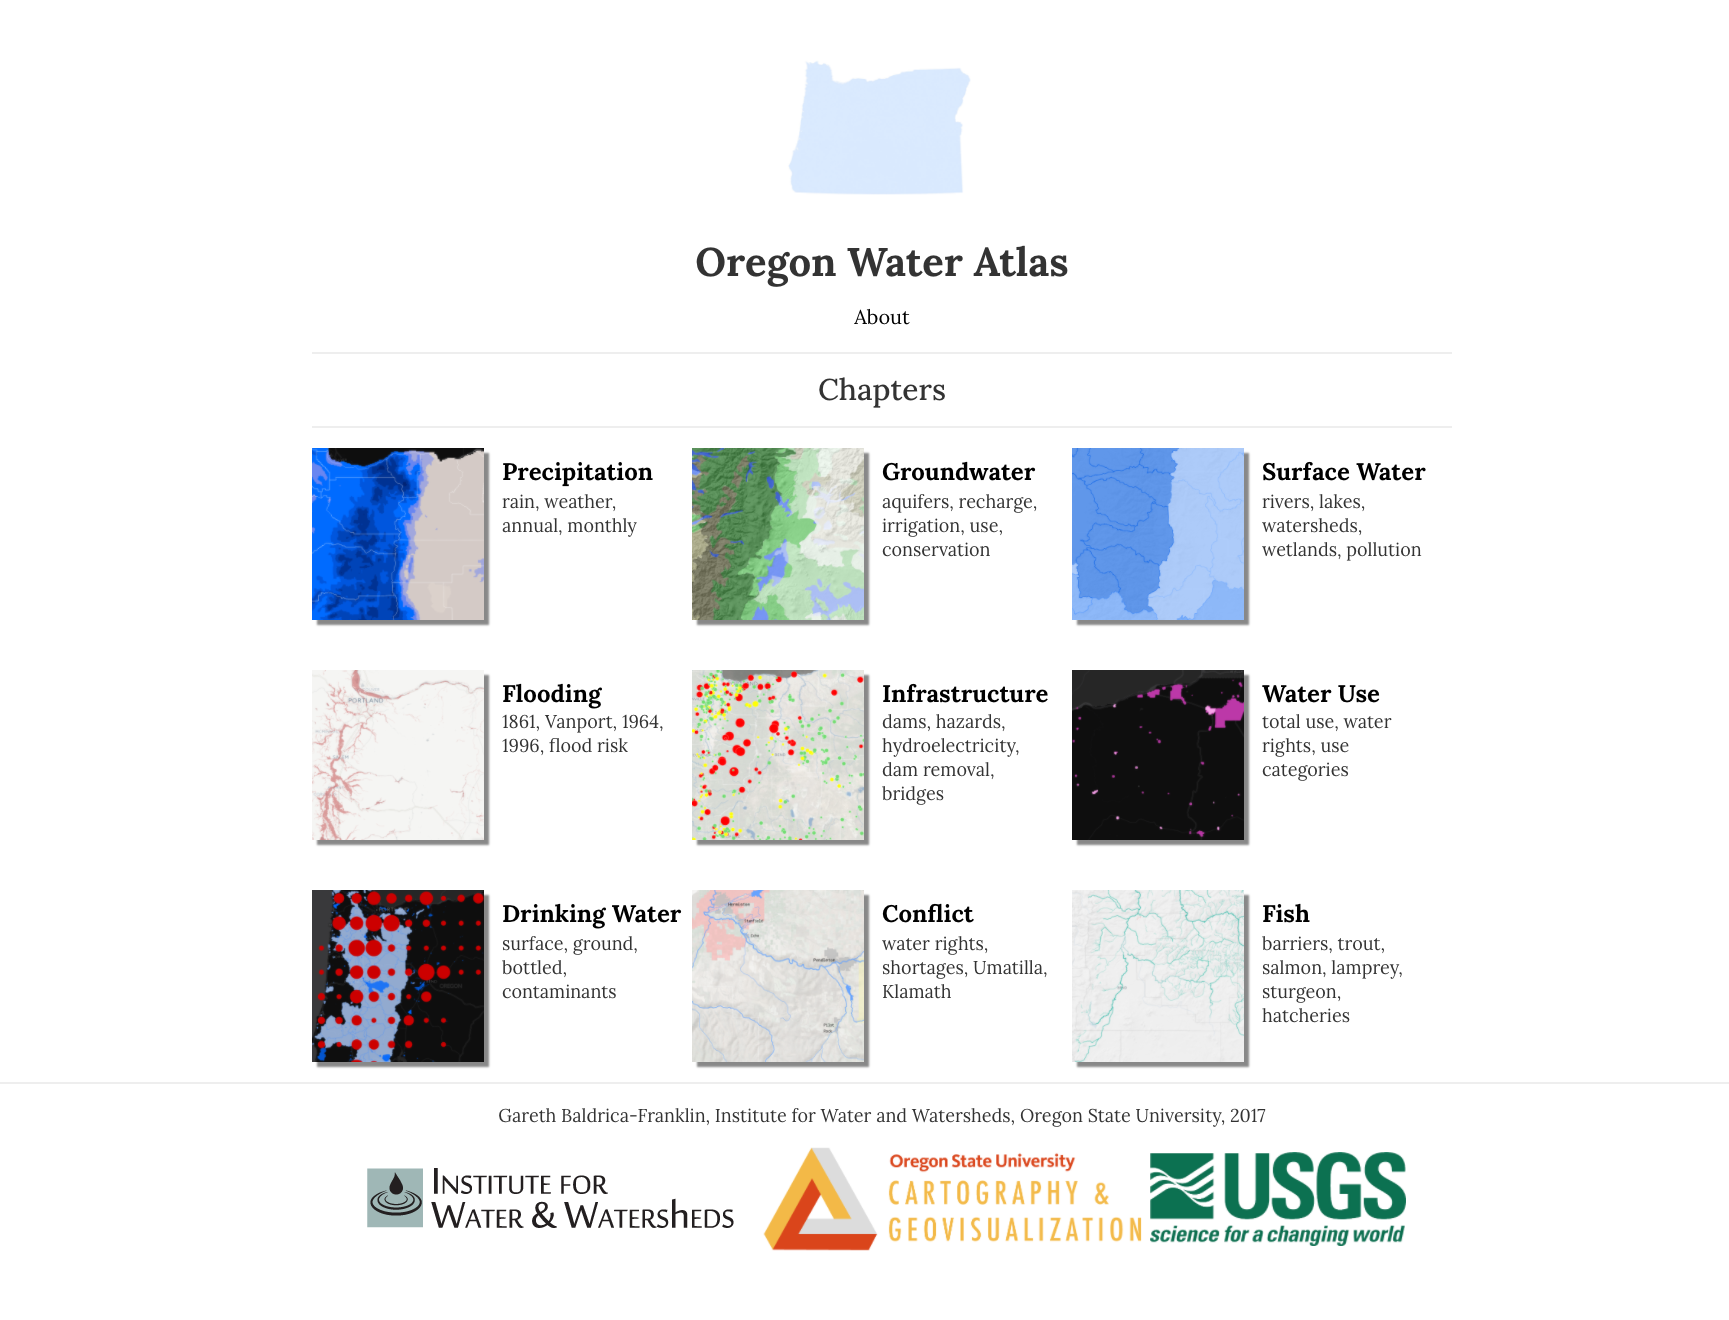 Oregon Water Atlas
About
Chapters
Precipitation
rain, weather,
annual, monthly
Groundwater
aquifers, recharge,
irrigation, use,
conservation
Surface Water
rivers, lakes,
watersheds,
wetlands, pollution
PORTLAND
Flooding
1861, Vanport, 1964,
1996, flood risk
Infrastructure
dams, hazards,
hydroelectricity,
dam removal,
bridges
Water Use
total use, water
rights, use
categories
Drinking Water
surface, ground,
bottled,
contaminants
Conflict
water rights,
shortages, Umatilla,
Klamath
Fish
barriers, trout,
salmon, lamprey,
sturgeon,
hatcheries
Gareth Baldrica-Franklin, Institute for Water and Watersheds, Oregon State University, 2017
INSTITUTE FOR
WATER & WATERSHEDS
Oregon State University
CARTOGRAPHY &
GEOVISUALIZATION
USGS
science for a changing world